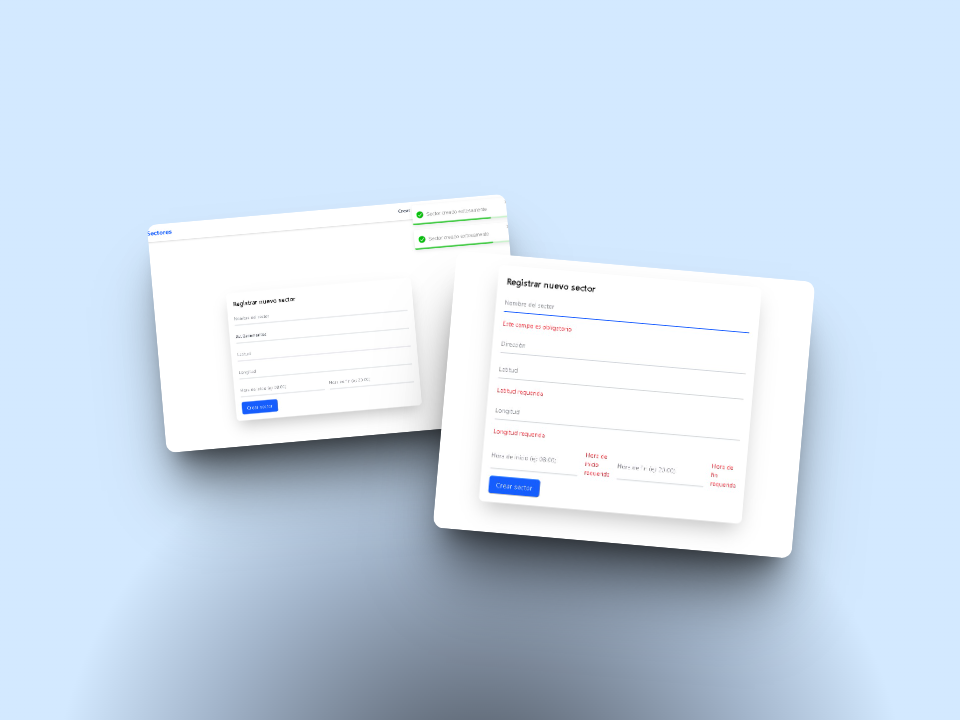 Sectores
Crear
Sector creado exitosamente
Sector creado exitosamente
Registrar nuevo sector
Nombre del sector
Latitud
Longitud
Hora de inicio (ej: 08:00)
Hora de fin (ej: 20:00)
Crear sector
Registrar nuevo sector
Nombre del sector
Este campo es obligatorio
Dirección
Latitud
Latitud requerida
Longitud
Longitud requerida
Hora de inicio (ej: 08:00)
Hora de
inicio
requerida
Hora de fin (ej: 20:00)
Hora de
fin
requerida
Crear sector